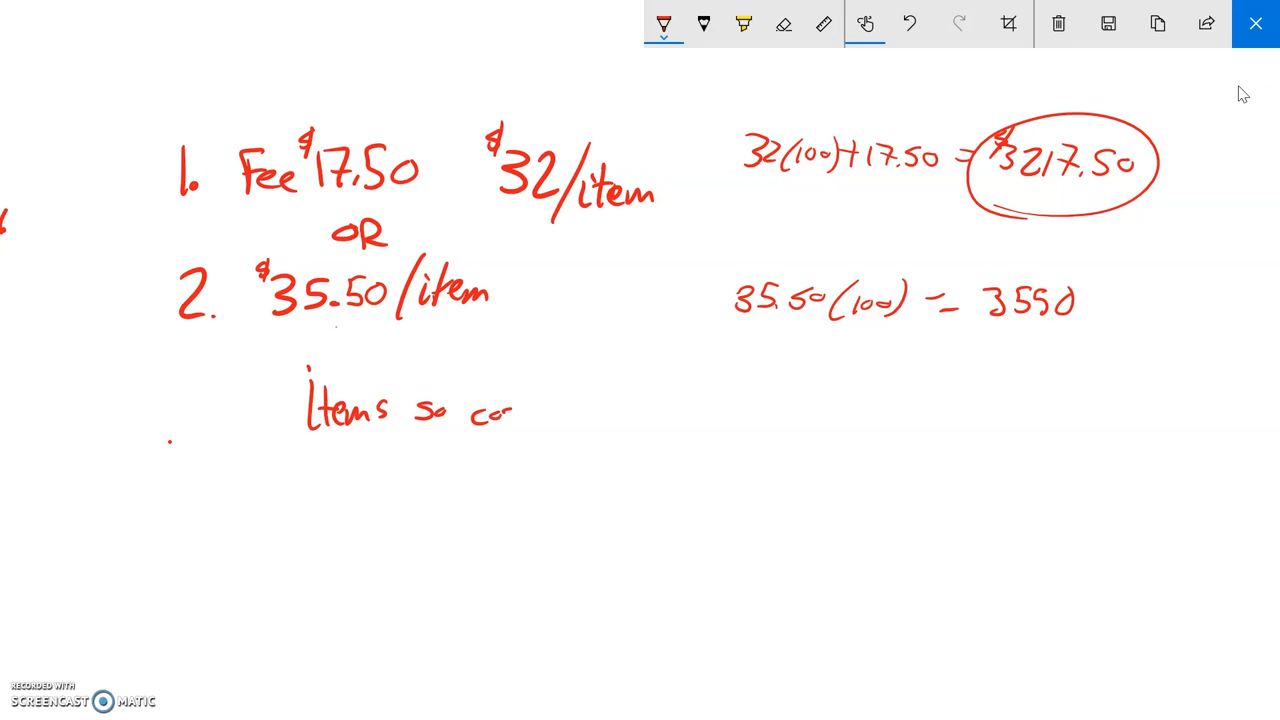 1. Fee $17.50 $32/item
OR
2. $35.50/item
Items so co
32(100)+17.50 = $3217.50
35.50(100) = 3550
RECORDED WITH
SCREENCAST MATIC